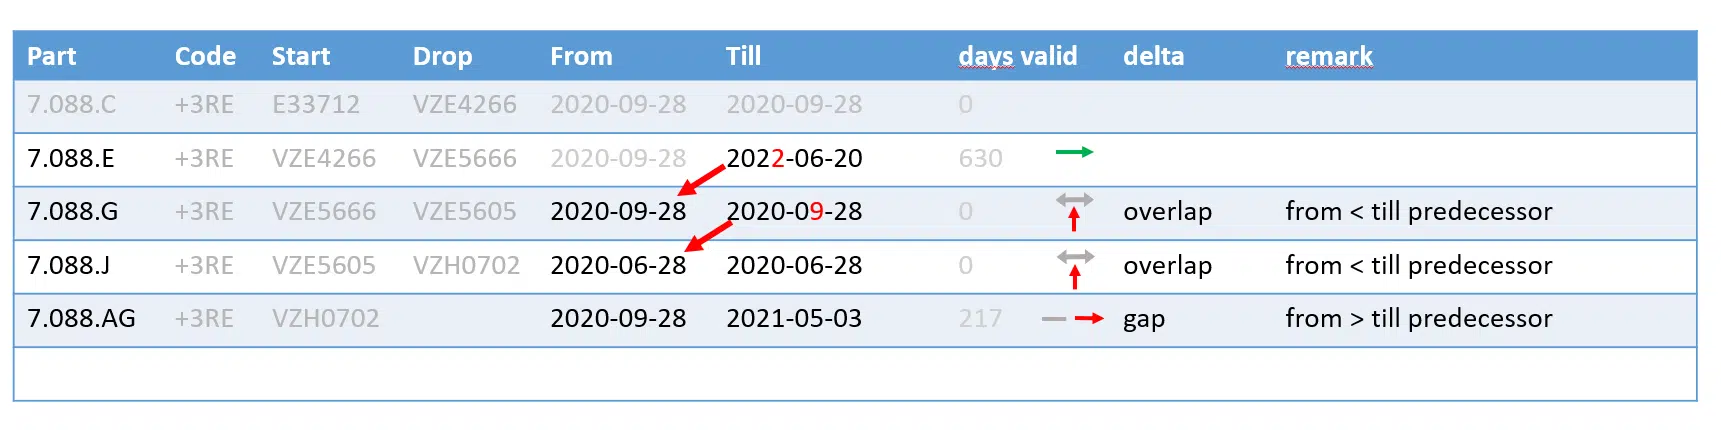 Part Code Start Drop From Till days valid delta remark
7.088.C +3RE E33712 VZE4266 2020-09-28 2020-09-28 0
7.088.E +3RE VZE4266 VZE5666 2020-09-28 2022-06-20 630
7.088.G +3RE VZE5666 VZE5605 2020-09-28 2020-09-28 0 overlap from < till predecessor
7.088.J +3RE VZE5605 VZH0702 2020-06-28 2020-06-28 0 overlap from < till predecessor
7.088.AG +3RE VZH0702 2020-09-28 2021-05-03 217 gap from > till predecessor